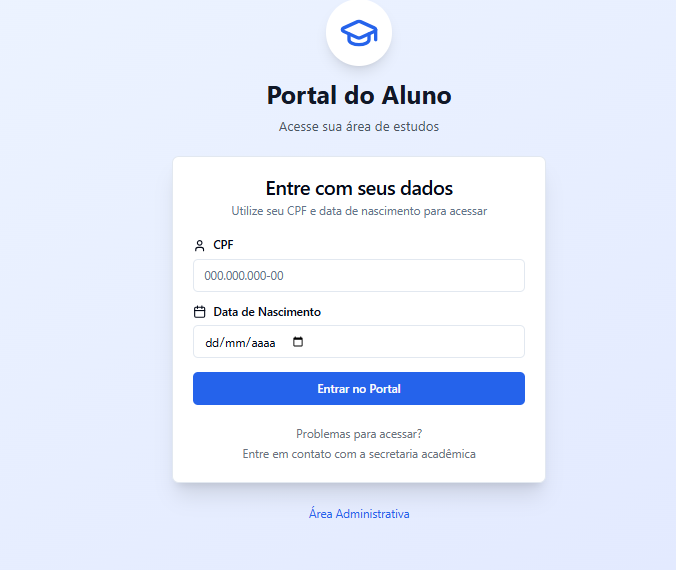 Portal do Aluno
Acesse sua área de estudos
Entre com seus dados
Utilize seu CPF e data de nascimento para acessar
CPF
000.000.000-00
Data de Nascimento
dd/mm/aaaa
Entrar no Portal
Problemas para acessar?
Entre em contato com a secretaria acadêmica
Área Administrativa